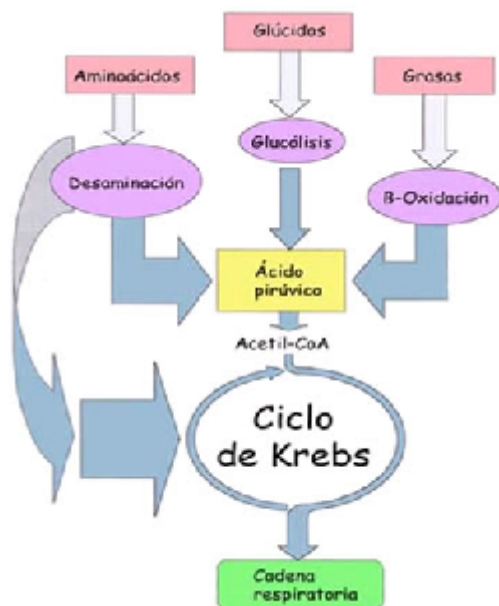 Glúcidos
Aminoácidos
Grasas
Glucólisis
Desaminación
B-Oxidación
Ácido
pirúvico
Acetil-CoA
Ciclo
de Krebs
Cadena
respiratoria